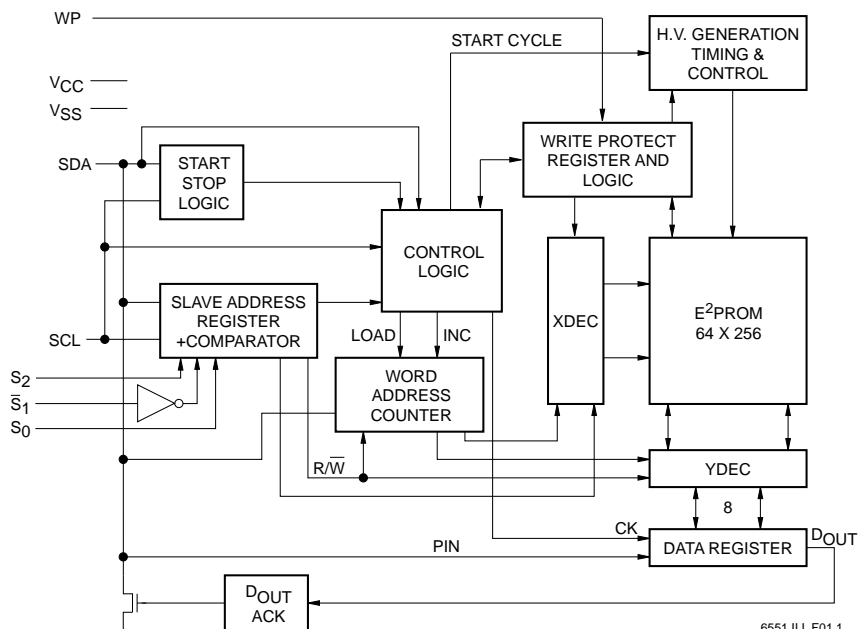 WP
START CYCLE
H.V. GENERATION
TIMING &
CONTROL
VCC
VSS
WRITE PROTECT
REGISTER AND
LOGIC
SDA
START
STOP
LOGIC
CONTROL
LOGIC
XDEC
E²PROM
64 X 256
SLAVE ADDRESS
REGISTER
+COMPARATOR
SCL
LOAD
INC
S2
S̅1
S0
WORD
ADDRESS
COUNTER
R/W̅
YDEC
8
CK
PIN
DATA REGISTER
DOUT
DOUT
ACK